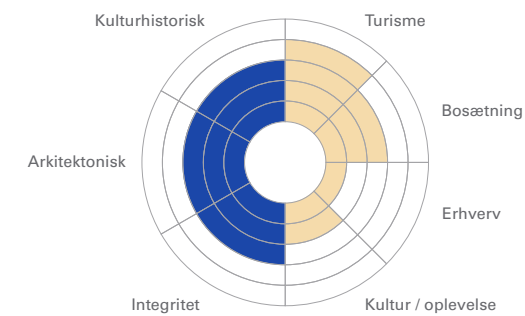 Kulturhistorisk
Turisme
Bosætning
Arkitektonisk
Erhverv
Integritet
Kultur / oplevelse